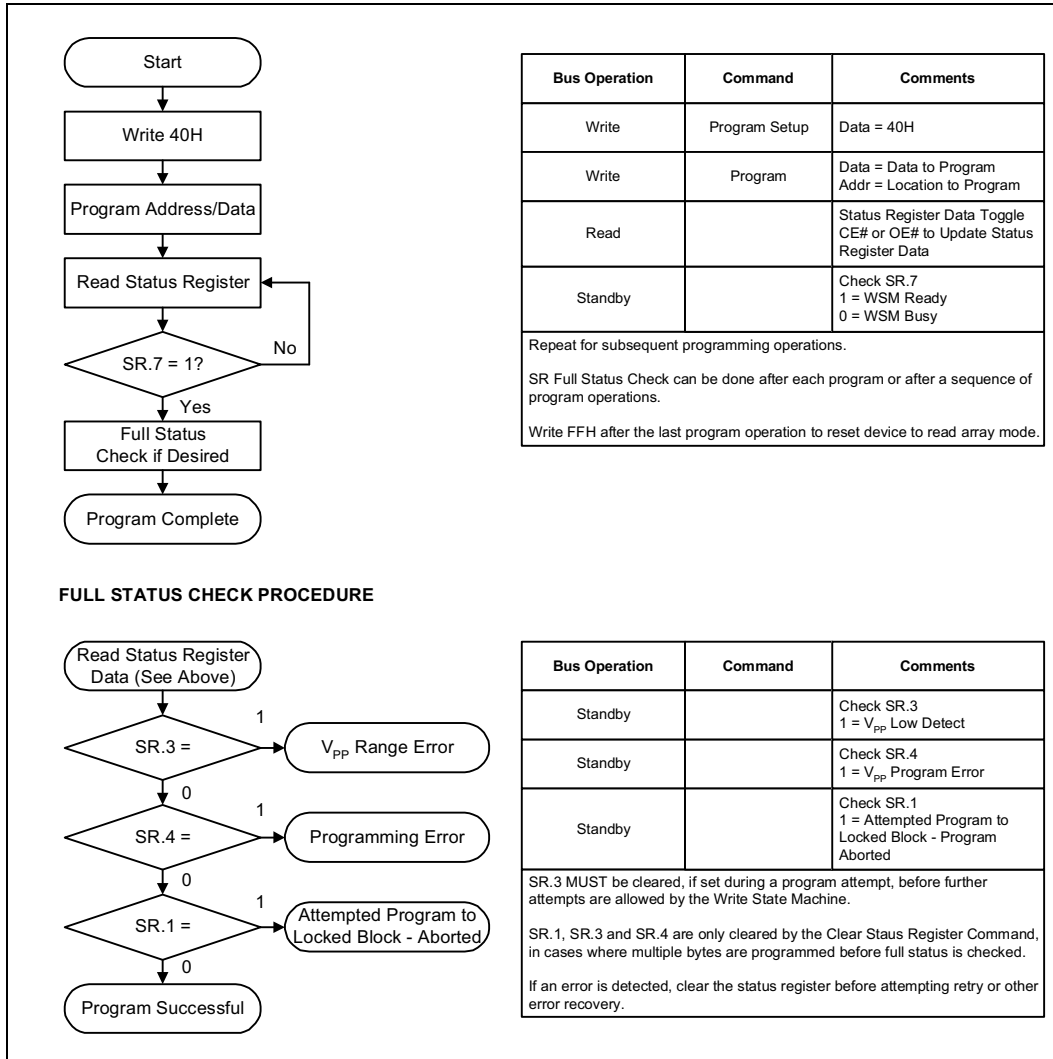 Start
Write 40H
Program Address/Data
Read Status Register
SR.7 = 1?
No
Yes
Full Status
Check if Desired
Program Complete
Bus Operation Command Comments
Write Program Setup Data = 40H
Write Program Data = Data to Program
Addr = Location to Program
Read Status Register Data Toggle
CE# or OE# to Update Status
Register Data
Standby Check SR.7
1 = WSM Ready
0 = WSM Busy
Repeat for subsequent programming operations.
SR Full Status Check can be done after each program or after a sequence of
program operations.
Write FFH after the last program operation to reset device to read array mode.
FULL STATUS CHECK PROCEDURE
Read Status Register
Data (See Above)
SR.3 =
1
V_PP Range Error
0
SR.4 =
1
Programming Error
0
SR.1 =
1
Attempted Program to
Locked Block - Aborted
0
Program Successful
Bus Operation Command Comments
Standby Check SR.3
1 = V_PP Low Detect
Standby Check SR.4
1 = V_PP Program Error
Standby Check SR.1
1 = Attempted Program to
Locked Block - Program
Aborted
SR.3 MUST be cleared, if set during a program attempt, before further
attempts are allowed by the Write State Machine.
SR.1, SR.3 and SR.4 are only cleared by the Clear Staus Register Command,
in cases where multiple bytes are programmed before full status is checked.
If an error is detected, clear the status register before attempting retry or other
error recovery.